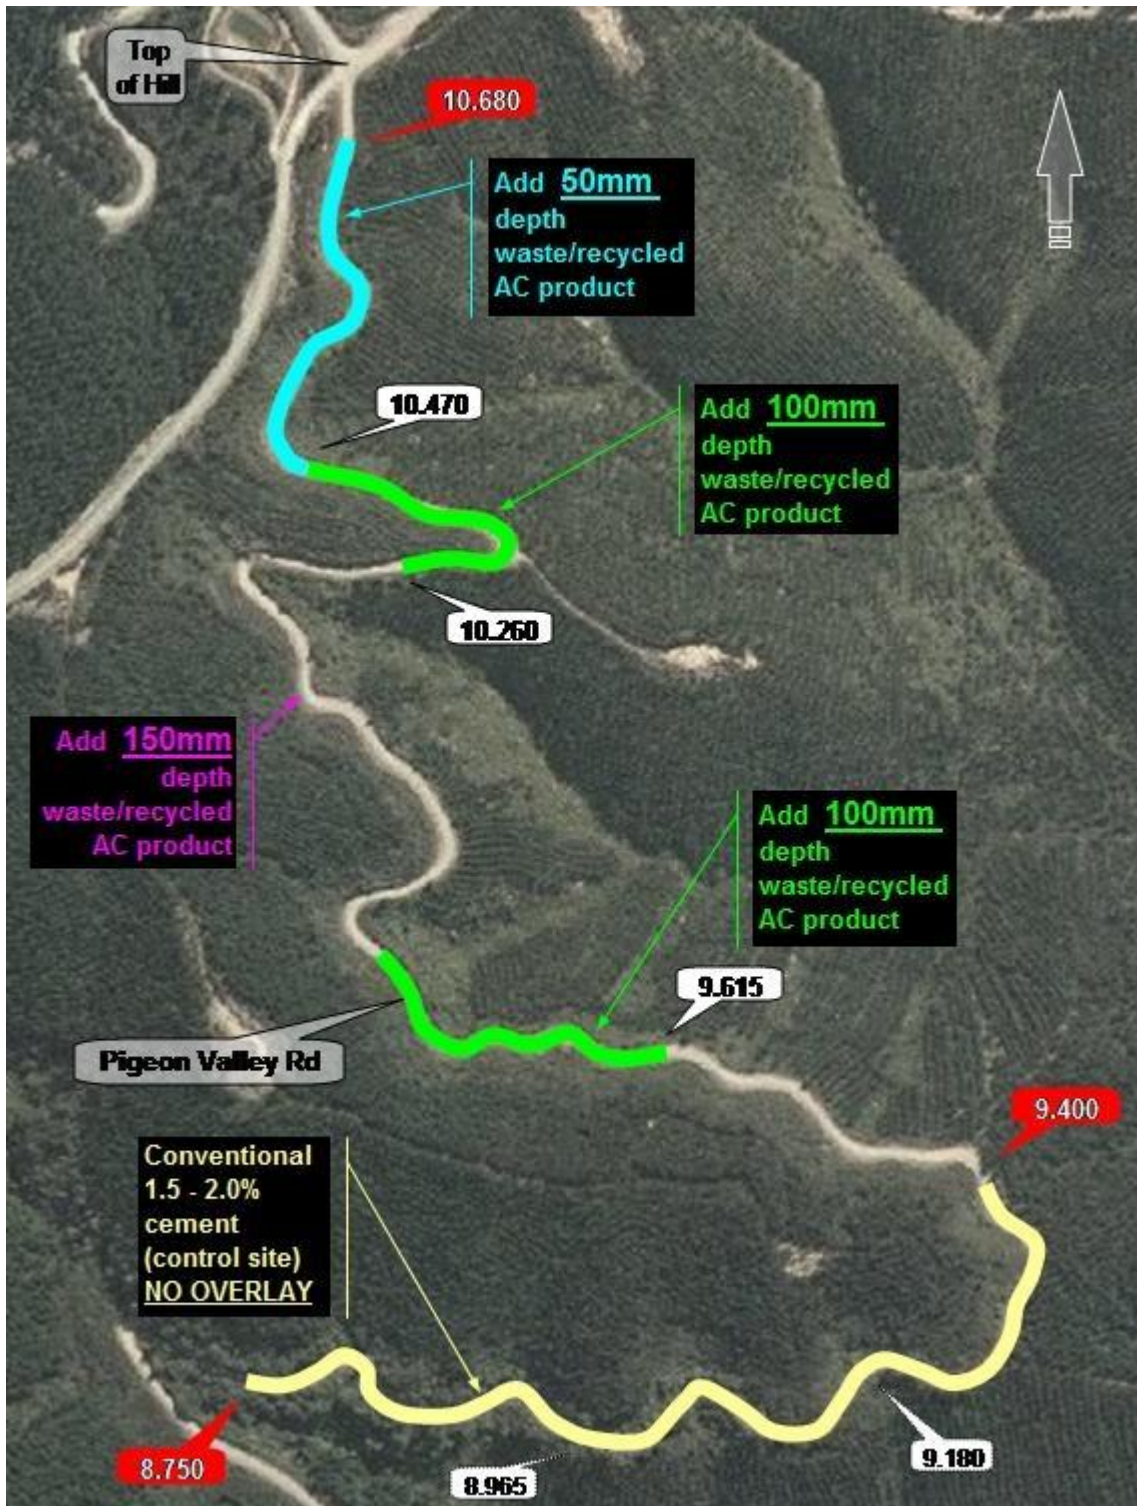 Top
of Hill
10.680
Add 50mm
depth
waste/recycled
AC product
10.470
Add 100mm
depth
waste/recycled
AC product
10.260
Add 150mm
depth
waste/recycled
AC product
Add 100mm
depth
waste/recycled
AC product
9.615
Pigeon Valley Rd
9.400
Conventional
1.5 - 2.0%
cement
(control site)
NO OVERLAY
9.180
8.750
8.965